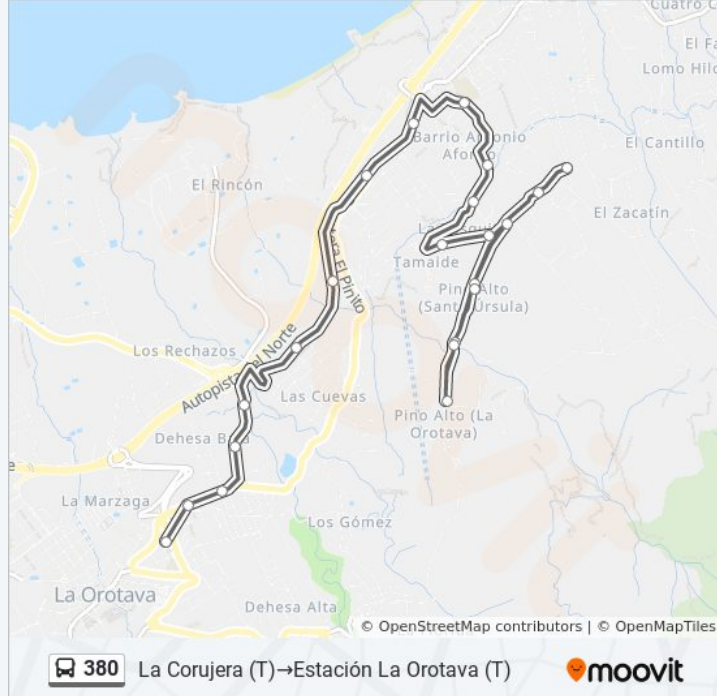 Cuatro C
El Fa
Lomo Hilo
Barrio Antonio
Afonso
El Cantillo
El Rincón
El Zacatín
Tamaide
tera El Pinito
Pino Alto
(Santa Úrsula)
Los Rechazos
Autopista del Norte
Las Cuevas
Pino Alto (La
Orotava)
Dehesa Baja
La Marzaga
Los Gómez
La Orotava
Dehesa Alta
© OpenStreetMap contributors | © OpenMapTiles
380 La Corujera (T)→Estación La Orotava (T)
moovit